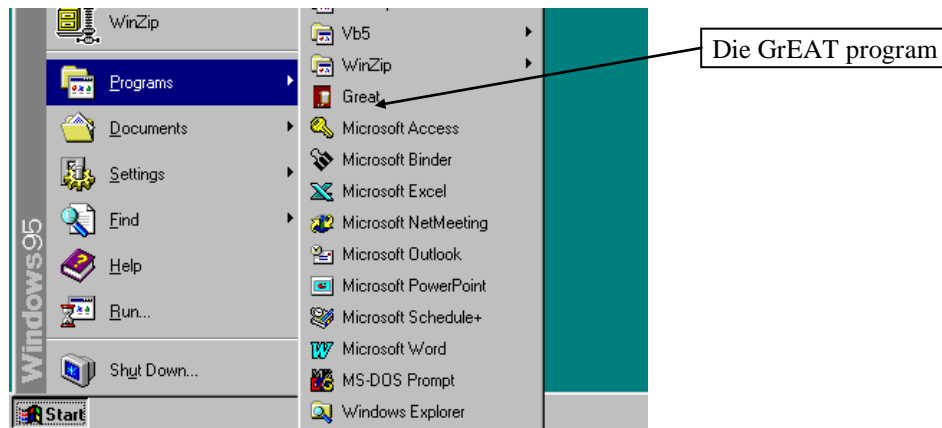 WinZip
Programs
Documents
Settings
Find
Help
Run...
Shut Down...
Windows95
Start
Vb5
WinZip
Great
Microsoft Access
Microsoft Binder
Microsoft Excel
Microsoft NetMeeting
Microsoft Outlook
Microsoft PowerPoint
Microsoft Schedule+
Microsoft Word
MS-DOS Prompt
Windows Explorer
Die GrEAT program